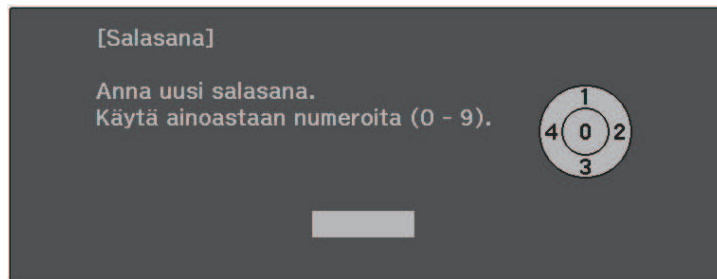 [Salasana]
Anna uusi salasana.
Käytä ainoastaan numeroita (0 - 9).
1
4 0 2
3